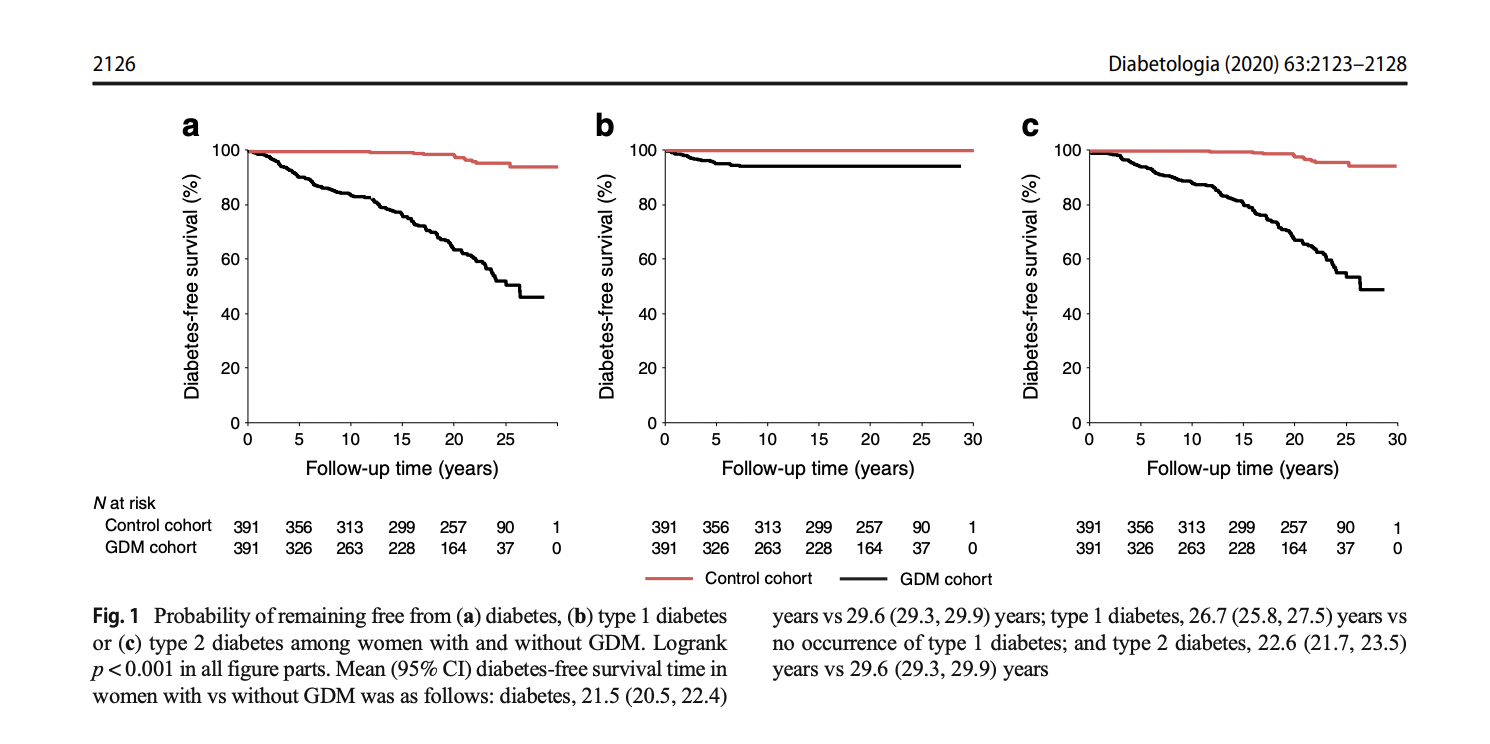 2126
Diabetologia (2020) 63:2123–2128
a
100
80
60
40
20
0
Diabetes-free survival (%)
0 5 10 15 20 25
Follow-up time (years)
b
100
80
60
40
20
0
Diabetes-free survival (%)
0 5 10 15 20 25 30
Follow-up time (years)
c
100
80
60
40
20
0
Diabetes-free survival (%)
0 5 10 15 20 25 30
Follow-up time (years)
N at risk
Control cohort 391 356 313 299 257 90 1 391 356 313 299 257 90 1 391 356 313 299 257 90 1
GDM cohort 391 326 263 228 164 37 0 391 326 263 228 164 37 0 391 326 263 228 164 37 0
Control cohort GDM cohort
Fig. 1 Probability of remaining free from (a) diabetes, (b) type 1 diabetes
or (c) type 2 diabetes among women with and without GDM. Logrank
p < 0.001 in all figure parts. Mean (95% CI) diabetes-free survival time in
women with vs without GDM was as follows: diabetes, 21.5 (20.5, 22.4)
years vs 29.6 (29.3, 29.9) years; type 1 diabetes, 26.7 (25.8, 27.5) years vs
no occurrence of type 1 diabetes; and type 2 diabetes, 22.6 (21.7, 23.5)
years vs 29.6 (29.3, 29.9) years